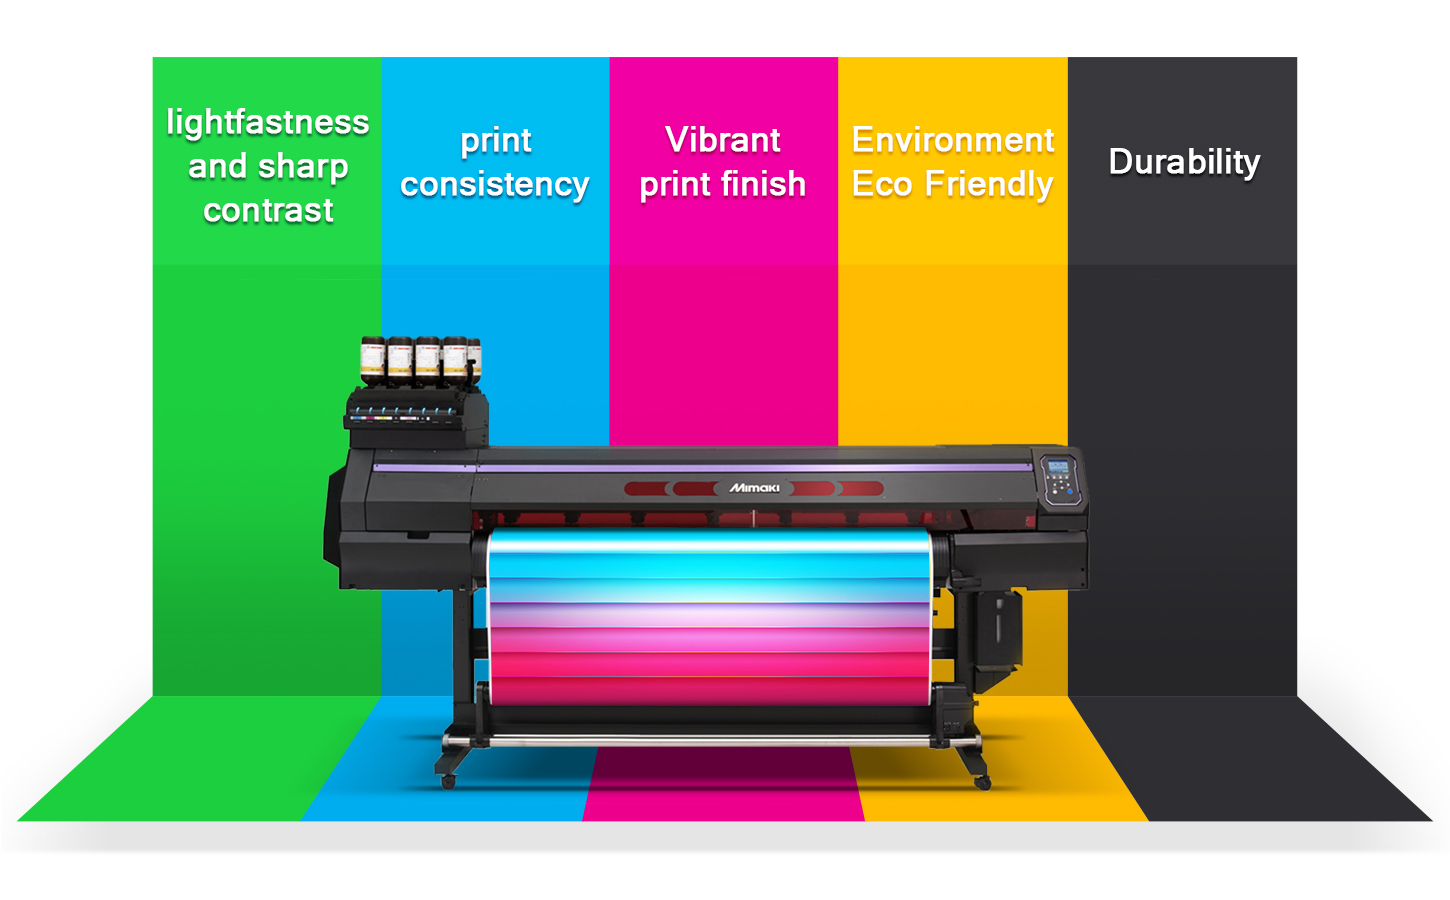 lightfastness
and sharp
contrast
print
consistency
Vibrant
print finish
Environment
Eco Friendly
Durability
Mimaki